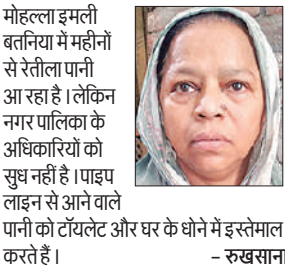 मोहल्ला इमली
बतनिया में महीनों
से रेतीला पानी
आ रहा है । लेकिन
नगर पालिका के
अधिकारियों को
सुध नहीं है । पाइप
लाइन से आने वाले
पानी को टॉयलेट और घर के धोने में इस्तेमाल
करते हैं ।
– रुखसाना